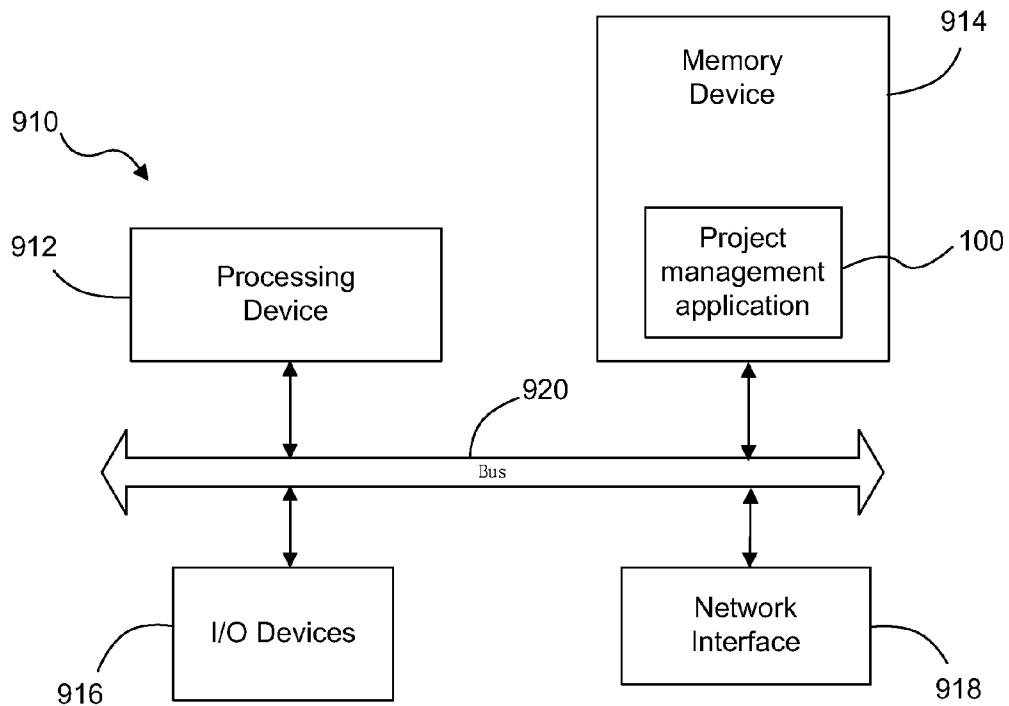 914
Memory
Device
910
912
Processing
Device
Project
management
application
100
920
Bus
I/O Devices
916
Network
Interface
918